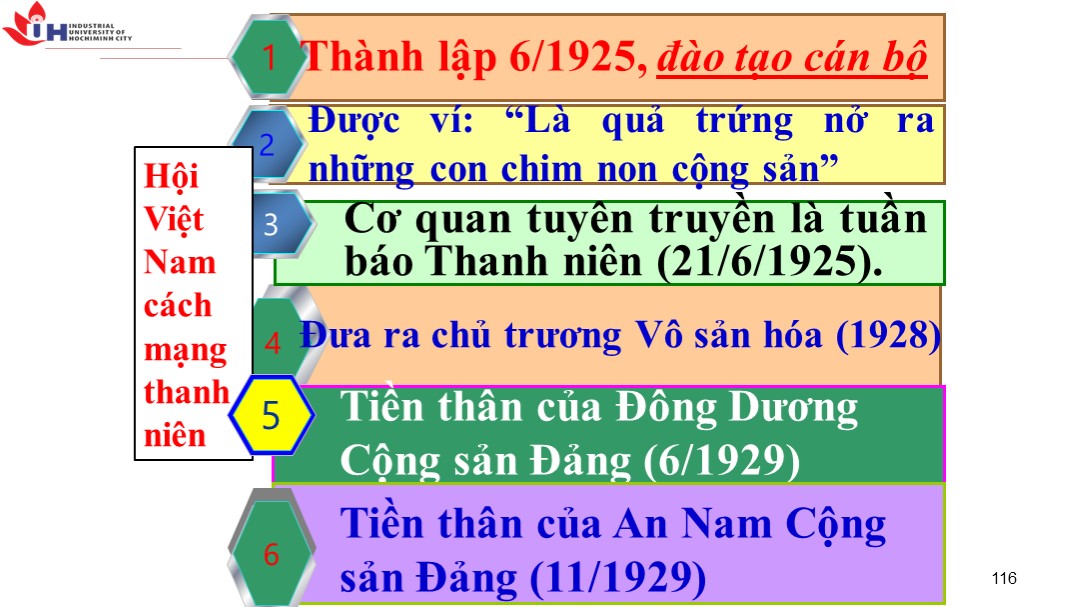 IUH INDUSTRIAL
UNIVERSITY OF
HOCHIMINH CITY
1
Thành lập 6/1925, đào tạo cán bộ
2
Được ví: “Là quả trứng nở ra
những con chim non cộng sản”
Hội
Việt
Nam
cách
mạng
thanh
niên
3
Cơ quan tuyên truyền là tuần
báo Thanh niên (21/6/1925).
4
Đưa ra chủ trương Vô sản hóa (1928)
5
Tiền thân của Đông Dương
Cộng sản Đảng (6/1929)
6
Tiền thân của An Nam Cộng
sản Đảng (11/1929)
116